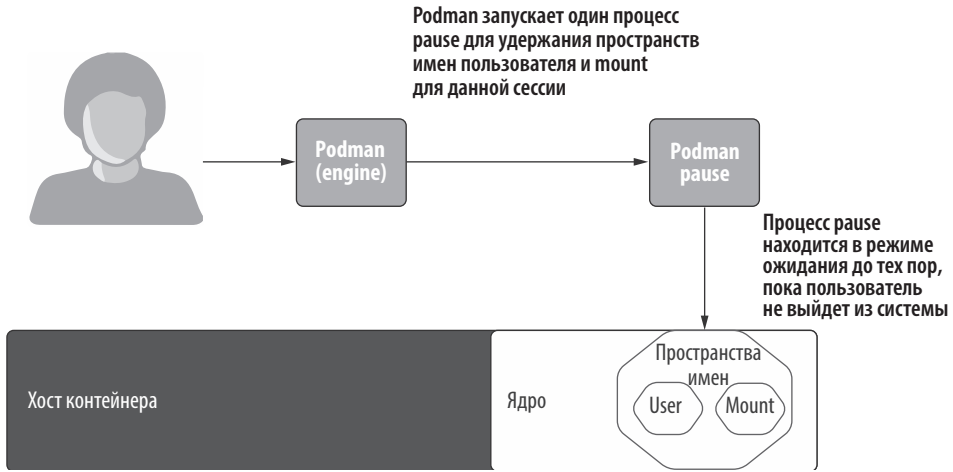 Podman запускает один процесс
pause для удержания пространств
имен пользователя и mount
для данной сессии
Podman
(engine)
Podman
pause
Процесс pause
находится в режиме
ожидания до тех пор,
пока пользователь
не выйдет из системы
Хост контейнера
Ядро
Пространства
имен
User
Mount